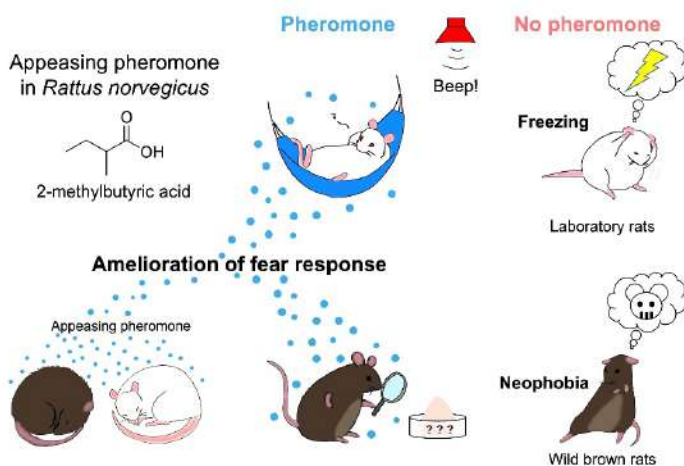 Pheromone
No pheromone
Appeasing pheromone
in Rattus norvegicus
Beep!
O
OH
2-methylbutyric acid
Freezing
Laboratory rats
Amelioration of fear response
Appeasing pheromone
Neophobia
? ? ?
Wild brown rats